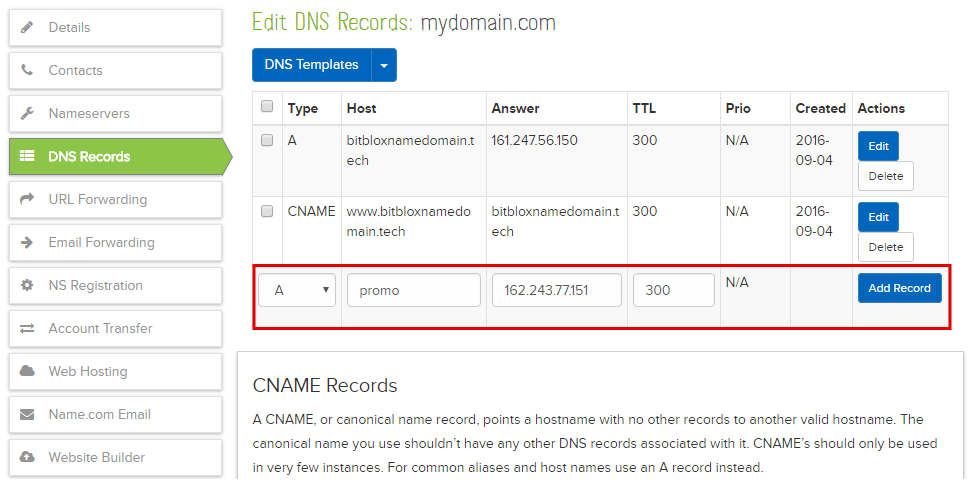 Details
Contacts
Nameservers
DNS Records
URL Forwarding
Email Forwarding
NS Registration
Account Transfer
Web Hosting
Name.com Email
Website Builder
Edit DNS Records: mydomain.com
DNS Templates
Type Host Answer TTL Prio Created Actions
A bitbloxnamedomain.t 161.247.56.150 300 N/A 2016- Edit
ech 09-04 Delete
CNAME www.bitbloxnamedo bitbloxnamedomain.t 300 N/A 2016- Edit
main.tech ech 09-04 Delete
A promo 162.243.77.151 300 N/A Add Record
CNAME Records
A CNAME, or canonical name record, points a hostname with no other records to another valid hostname. The
canonical name you use shouldn't have any other DNS records associated with it. CNAME's should only be used
in very few instances. For common aliases and host names use an A record instead.